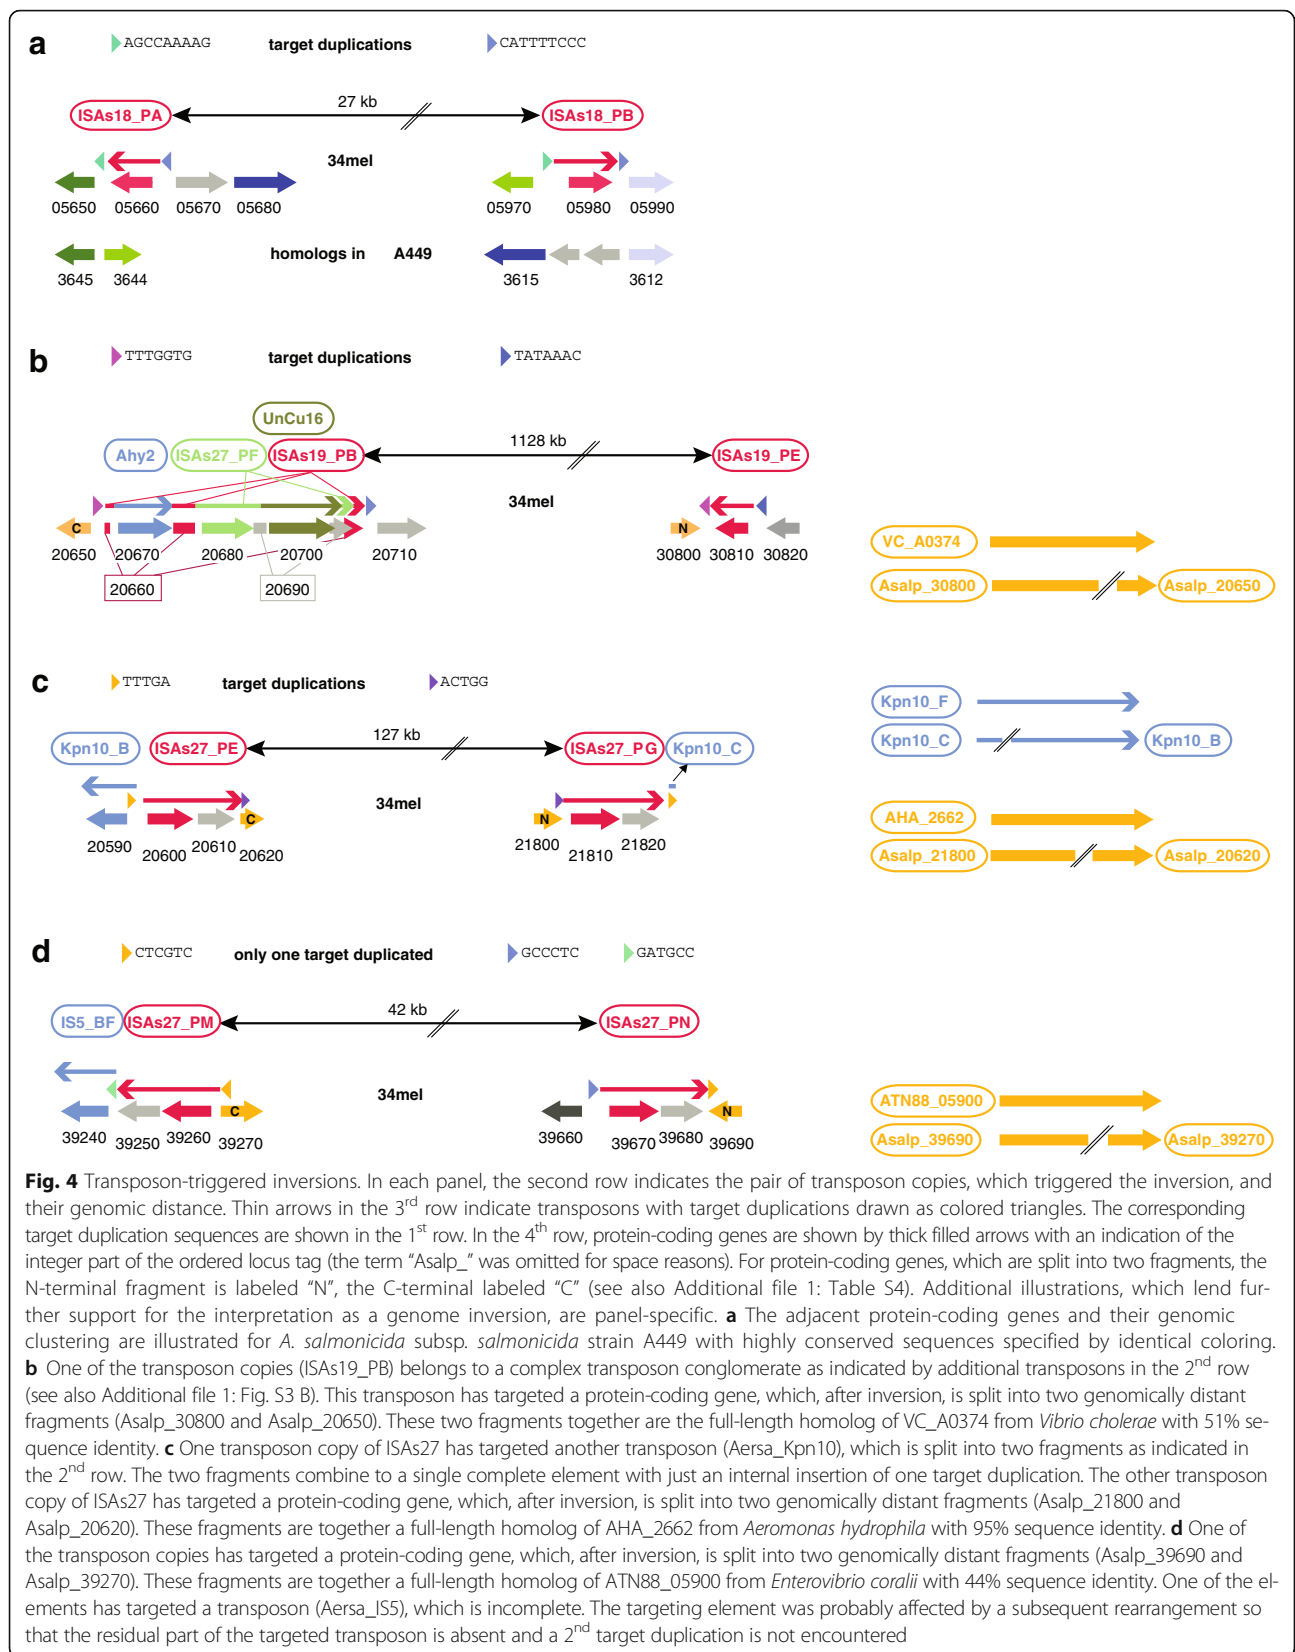 a
AGCCAAAAG target duplications CATTTTCCC
27 kb
ISAs18_PA ISAs18_PB
34mel
05650 05660 05670 05680 05970 05980 05990
homologs in A449
3645 3644 3615 3612
b
TTTGGTG target duplications TATAAAC
UnCu16
1128 kb
Ahy2 ISAs27_PF ISAs19_PB ISAs19_PE
34mel
C N
20650 20670 20680 20700 20710 30800 30810 30820
20660 20690
VC_A0374
Asalp_30800 Asalp_20650
c
TTTGA target duplications ACTGG
127 kb
Kpn10_B ISAs27_PE ISAs27_PG Kpn10_C
34mel
C N
20590 20600 20610 20620 21800 21810 21820
Kpn10_F
Kpn10_C Kpn10_B
AHA_2662
Asalp_21800 Asalp_20620
d
CTCGTC only one target duplicated GCCCTC GATGCC
42 kb
IS5_BF ISAs27_PM ISAs27_PN
34mel
C N
39240 39250 39260 39270 39660 39670 39680 39690
ATN88_05900
Asalp_39690 Asalp_39270
Fig. 4 Transposon-triggered inversions. In each panel, the second row indicates the pair of transposon copies, which triggered the inversion, and
their genomic distance. Thin arrows in the 3rd row indicate transposons with target duplications drawn as colored triangles. The corresponding
target duplication sequences are shown in the 1st row. In the 4th row, protein-coding genes are shown by thick filled arrows with an indication of the
integer part of the ordered locus tag (the term “Asalp_” was omitted for space reasons). For protein-coding genes, which are split into two fragments, the
N-terminal fragment is labeled “N”, the C-terminal labeled “C” (see also Additional file 1: Table S4). Additional illustrations, which lend fur-
ther support for the interpretation as a genome inversion, are panel-specific. a The adjacent protein-coding genes and their genomic
clustering are illustrated for A. salmonicida subsp. salmonicida strain A449 with highly conserved sequences specified by identical coloring.
b One of the transposon copies (ISAs19_PB) belongs to a complex transposon conglomerate as indicated by additional transposons in the 2nd row
(see also Additional file 1: Fig. S3 B). This transposon has targeted a protein-coding gene, which, after inversion, is split into two genomically distant
fragments (Asalp_30800 and Asalp_20650). These two fragments together are the full-length homolog of VC_A0374 from Vibrio cholerae with 51% se-
quence identity. c One transposon copy of ISAs27 has targeted another transposon (Aersa_Kpn10), which is split into two fragments as indicated in
the 2nd row. The two fragments combine to a single complete element with just an internal insertion of one target duplication. The other transposon
copy of ISAs27 has targeted a protein-coding gene, which, after inversion, is split into two genomically distant fragments (Asalp_21800 and
Asalp_20620). These fragments are together a full-length homolog of AHA_2662 from Aeromonas hydrophila with 95% sequence identity. d One of
the transposon copies has targeted a protein-coding gene, which, after inversion, is split into two genomically distant fragments (Asalp_39690 and
Asalp_39270). These fragments are together a full-length homolog of ATN88_05900 from Enterovibrio coralii with 44% sequence identity. One of the el-
ements has targeted a transposon (Aersa_IS5), which is incomplete. The targeting element was probably affected by a subsequent rearrangement so
that the residual part of the targeted transposon is absent and a 2nd target duplication is not encountered